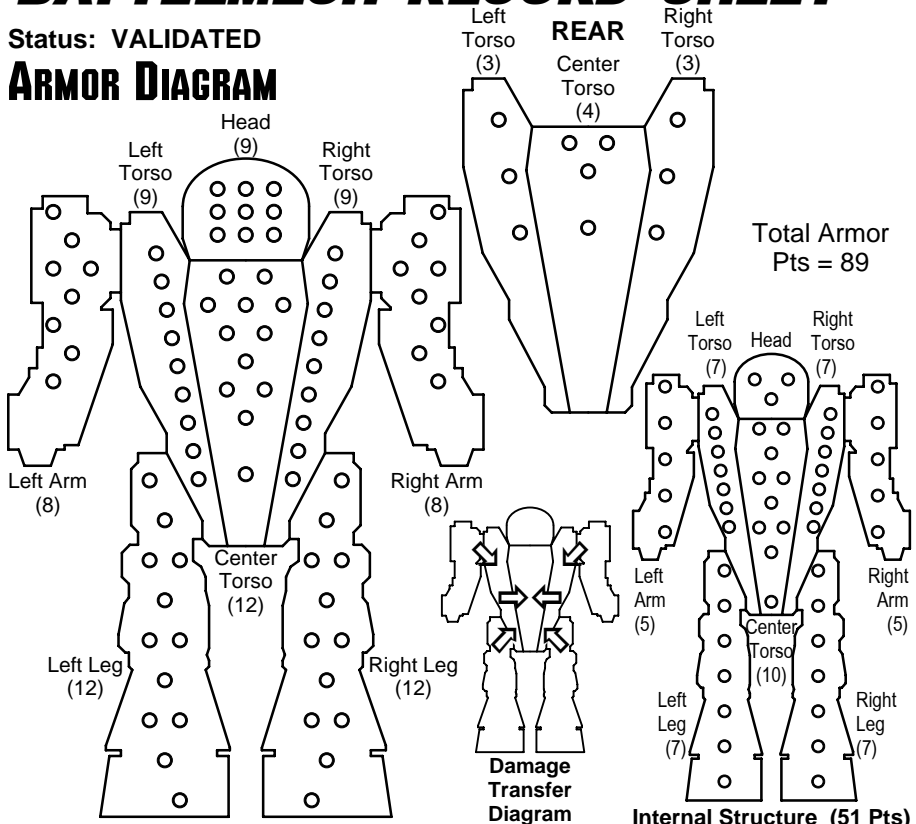 BATTLEMECH RECORD SHEET
Status: VALIDATED
ARMOR DIAGRAM
Head
(9)
Left
Torso
(9)
Right
Torso
(9)
Left Arm
(8)
Right Arm
(8)
Center
Torso
(12)
Left Leg
(12)
Right Leg
(12)
REAR
Left
Torso
(3)
Center
Torso
(4)
Right
Torso
(3)
Total Armor
Pts = 89
Damage
Transfer
Diagram
Left
Torso
(7)
Head
Right
Torso
(7)
Left
Arm
(5)
Right
Arm
(5)
Center
Torso
(10)
Left
Leg
(7)
Right
Leg
(7)
Internal Structure (51 Pts)